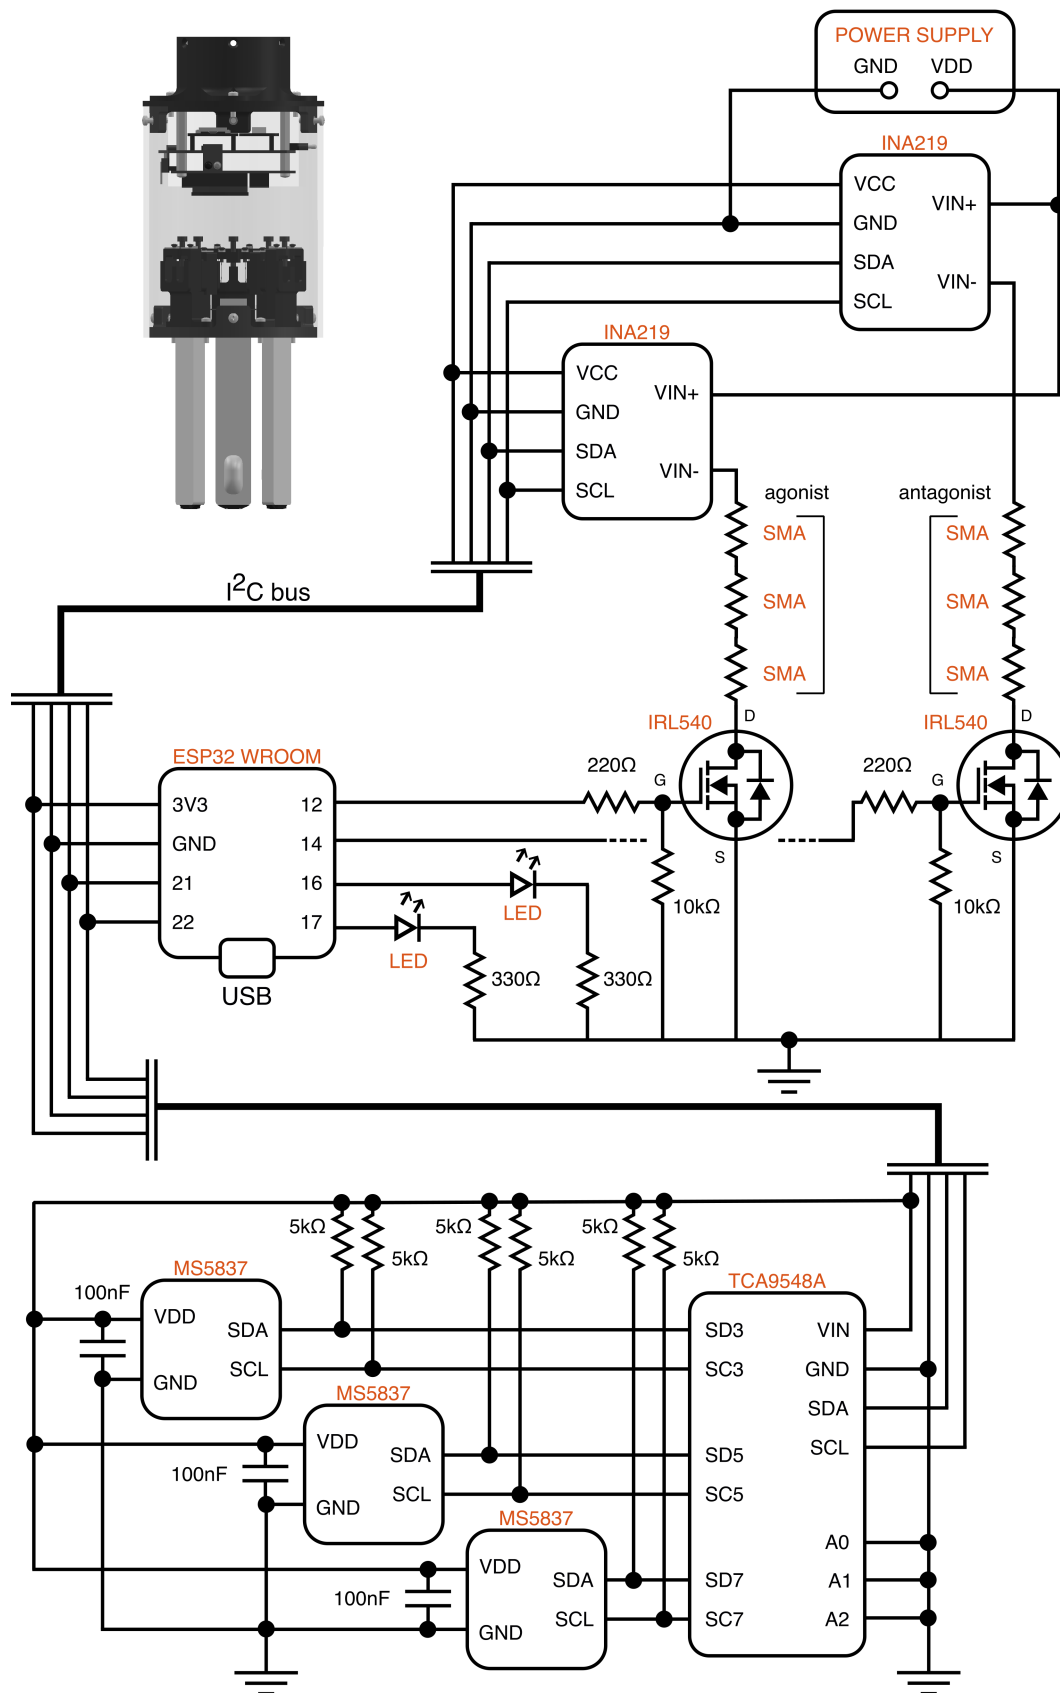 POWER SUPPLY
GND VDD
INA219
VCC
VIN+
GND
SDA
VIN-
SCL
INA219
VCC
VIN+
GND
SDA
VIN-
SCL
agonist
antagonist
SMA
SMA
SMA
SMA
SMA
SMA
I²C bus
IRL540
D
G
S
220Ω
10kΩ
IRL540
D
G
S
220Ω
10kΩ
ESP32 WROOM
3V3 12
GND 14
21 16
22 17
USB
LED
LED
330Ω
330Ω
5kΩ
5kΩ
5kΩ
5kΩ
5kΩ
5kΩ
MS5837
100nF
VDD
SDA
SCL
GND
MS5837
100nF
VDD
SDA
SCL
GND
MS5837
100nF
VDD
SDA
SCL
GND
TCA9548A
SD3 VIN
SC3 GND
SDA
SCL
SD5
SC5
A0
SD7 A1
SC7 A2